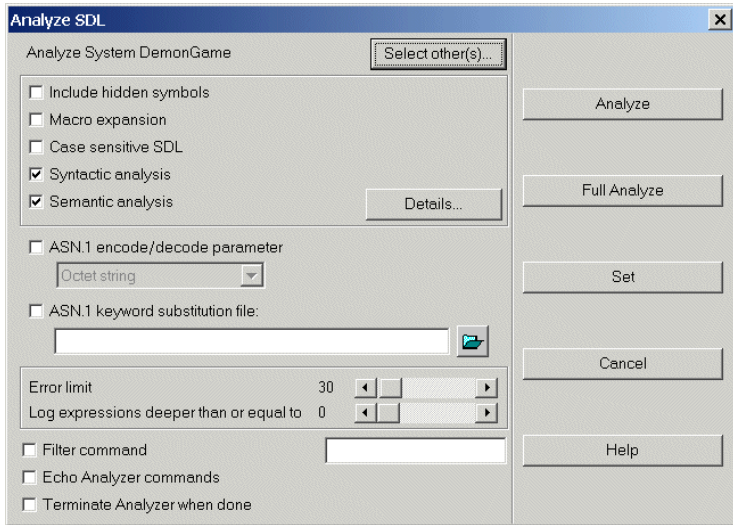 Analyze SDL
Analyze System DemonGame
Select other(s)...
Include hidden symbols
Macro expansion
Case sensitive SDL
Syntactic analysis
Semantic analysis
Details...
ASN.1 encode/decode parameter
Octet string
ASN.1 keyword substitution file:
Error limit 30
Log expressions deeper than or equal to 0
Filter command
Echo Analyzer commands
Terminate Analyzer when done
Analyze
Full Analyze
Set
Cancel
Help